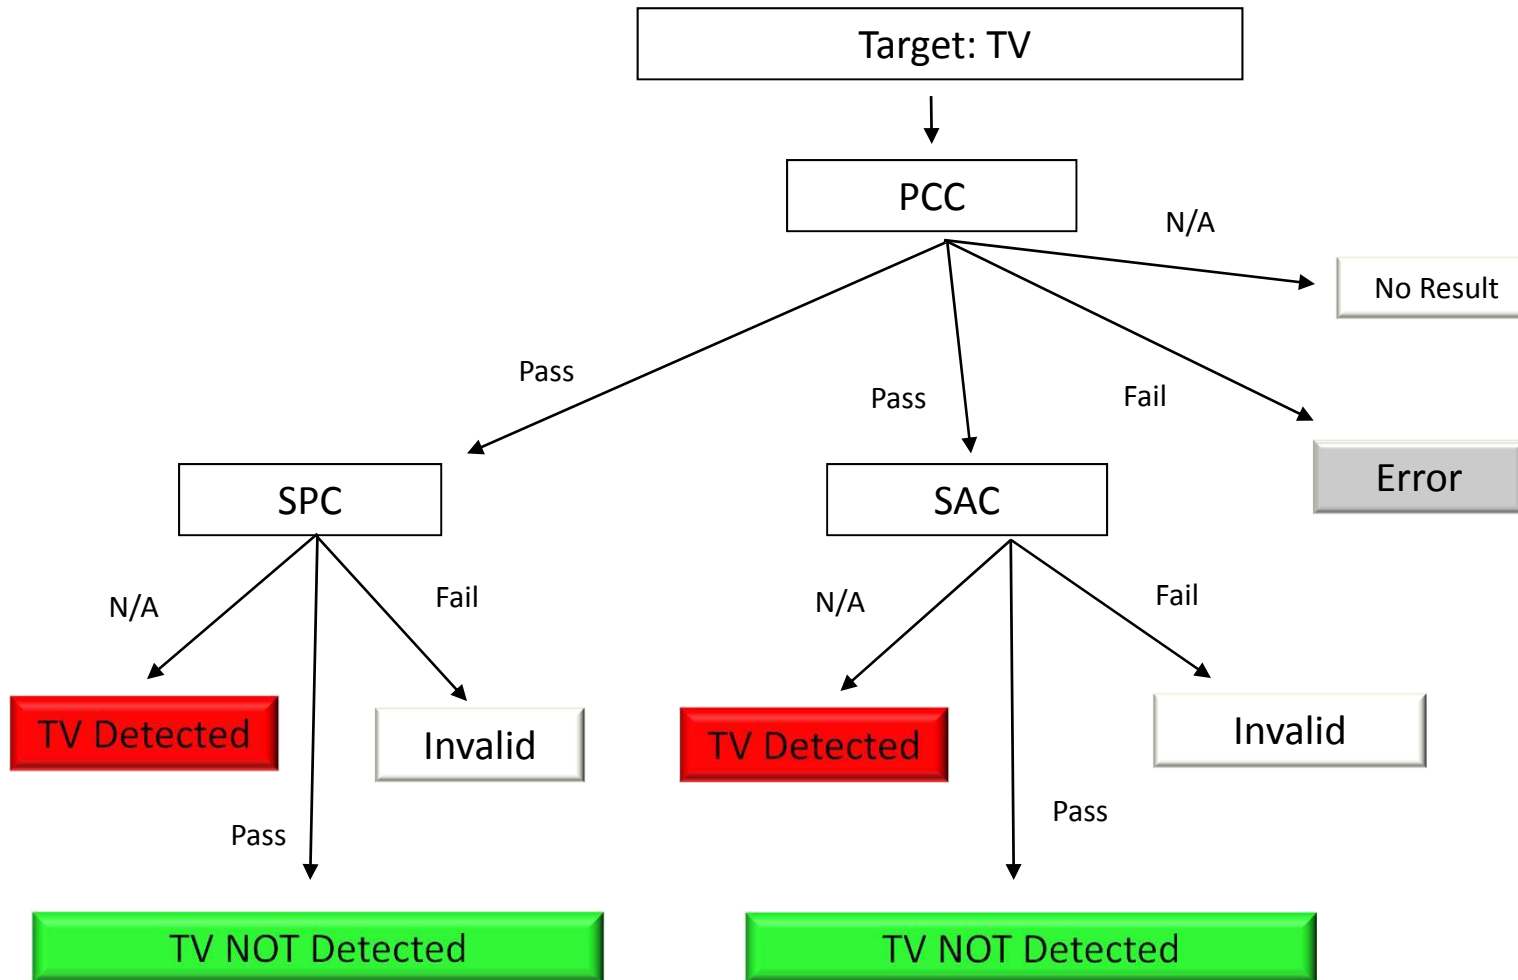 Target: TV
PCC
N/A
No Result
Pass
Pass
Fail
SPC
SAC
Error
N/A
Fail
N/A
Fail
TV Detected
Invalid
TV Detected
Invalid
Pass
Pass
TV NOT Detected
TV NOT Detected